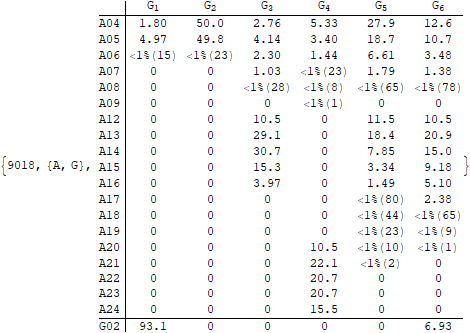 G1 G2 G3 G4 G5 G6
A04 1.80 50.0 2.76 5.33 27.9 12.6
A05 4.97 49.8 4.14 3.40 18.7 10.7
A06 <1%(15) <1%(23) 2.30 1.44 6.61 3.48
A07 0 0 1.03 <1%(23) 1.79 1.38
A08 0 0 <1%(28) <1%(8) <1%(65) <1%(78)
A09 0 0 0 <1%(1) 0 0
A12 0 0 10.5 0 11.5 10.5
A13 0 0 29.1 0 18.4 20.9
A14 0 0 30.7 0 7.85 15.0
{9018, {A, G}, A15 0 0 15.3 0 3.34 9.18 }
A16 0 0 3.97 0 1.49 5.10
A17 0 0 0 0 <1%(80) 2.38
A18 0 0 0 0 <1%(44) <1%(65)
A19 0 0 0 0 <1%(23) <1%(9)
A20 0 0 0 10.5 <1%(10) <1%(1)
A21 0 0 0 22.1 <1%(2) 0
A22 0 0 0 20.7 0 0
A23 0 0 0 20.7 0 0
A24 0 0 0 15.5 0 0
G02 93.1 0 0 0 0 6.93